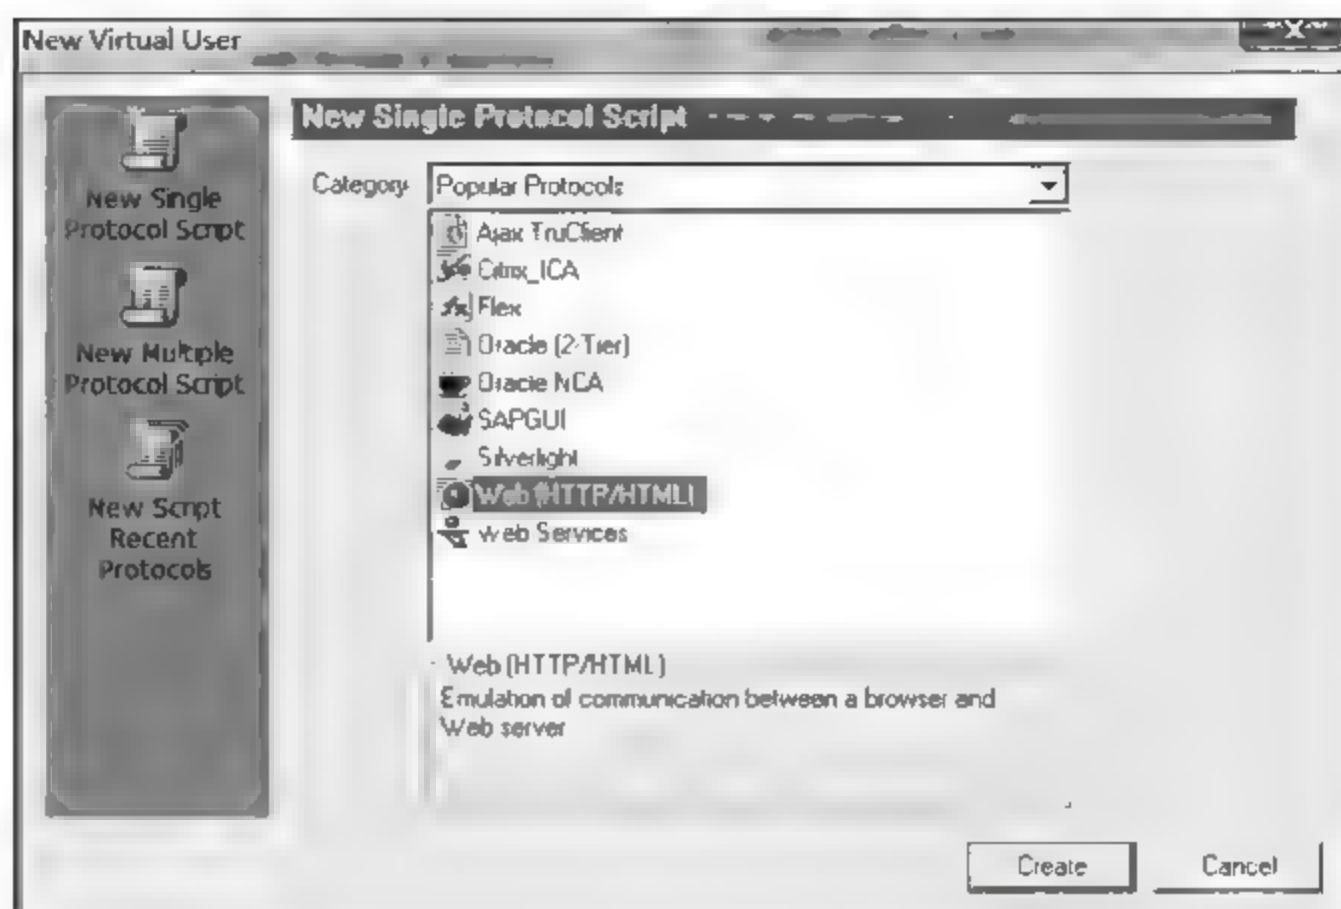 New Virtual User
New Single
Protocol Script
New Multiple
Protocol Script
New Script
Recent
Protocols
New Single Protocol Script
Category
Popular Protocols
Ajax TruClient
Citrix_ICA
Flex
Oracle (2-Tier)
Oracle NCA
SAPGUI
Silverlight
Web (HTTP/HTML)
Web Services
Web (HTTP/HTML)
Emulation of communication between a browser and
Web server
Create
Cancel